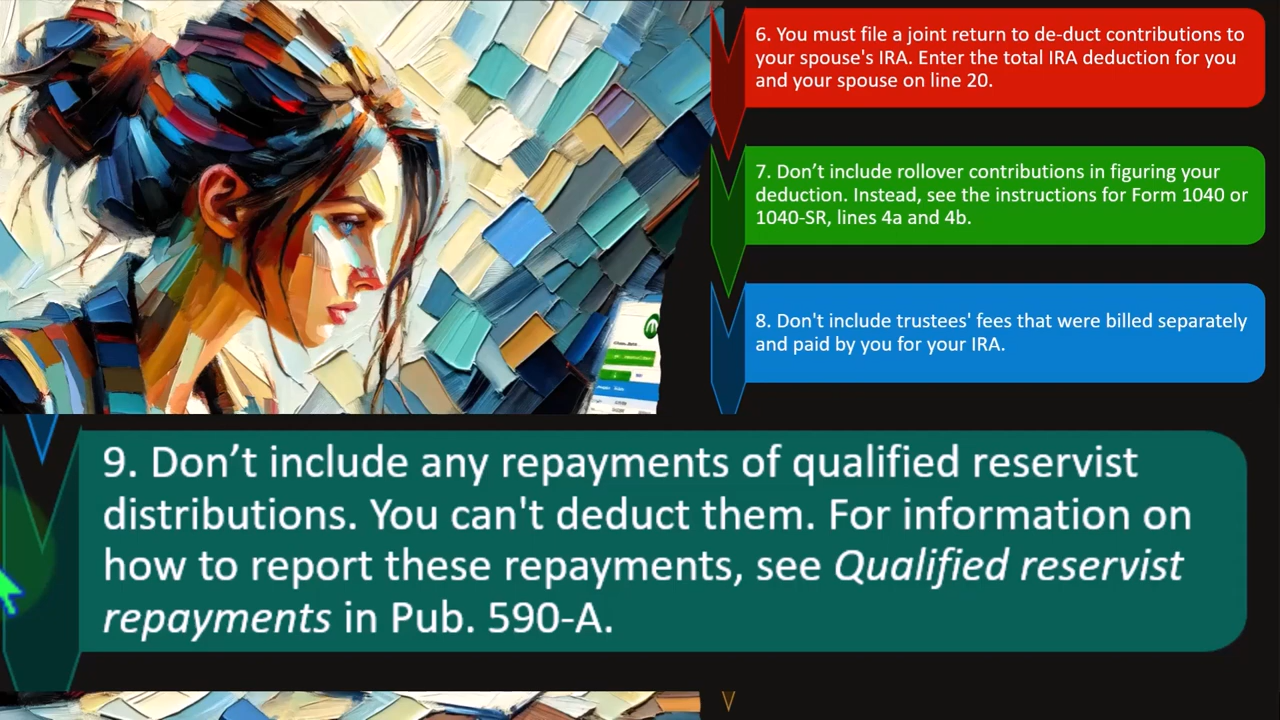 6. You must file a joint return to de-duct contributions to
your spouse's IRA. Enter the total IRA deduction for you
and your spouse on line 20.
7. Don’t include rollover contributions in figuring your
deduction. Instead, see the instructions for Form 1040 or
1040-SR, lines 4a and 4b.
8. Don't include trustees' fees that were billed separately
and paid by you for your IRA.
9. Don’t include any repayments of qualified reservist
distributions. You can't deduct them. For information on
how to report these repayments, see Qualified reservist
repayments in Pub. 590-A.